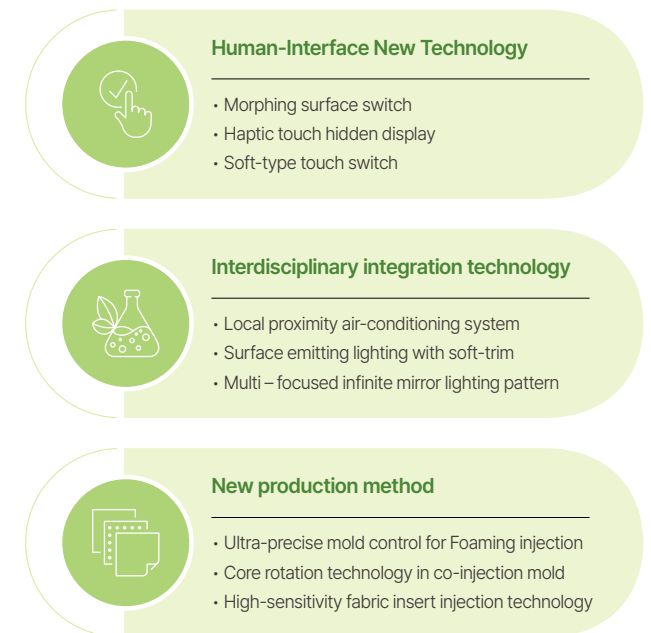 Human-Interface New Technology
• Morphing surface switch
• Haptic touch hidden display
• Soft-type touch switch
Interdisciplinary integration technology
• Local proximity air-conditioning system
• Surface emitting lighting with soft-trim
• Multi – focused infinite mirror lighting pattern
New production method
• Ultra-precise mold control for Foaming injection
• Core rotation technology in co-injection mold
• High-sensitivity fabric insert injection technology